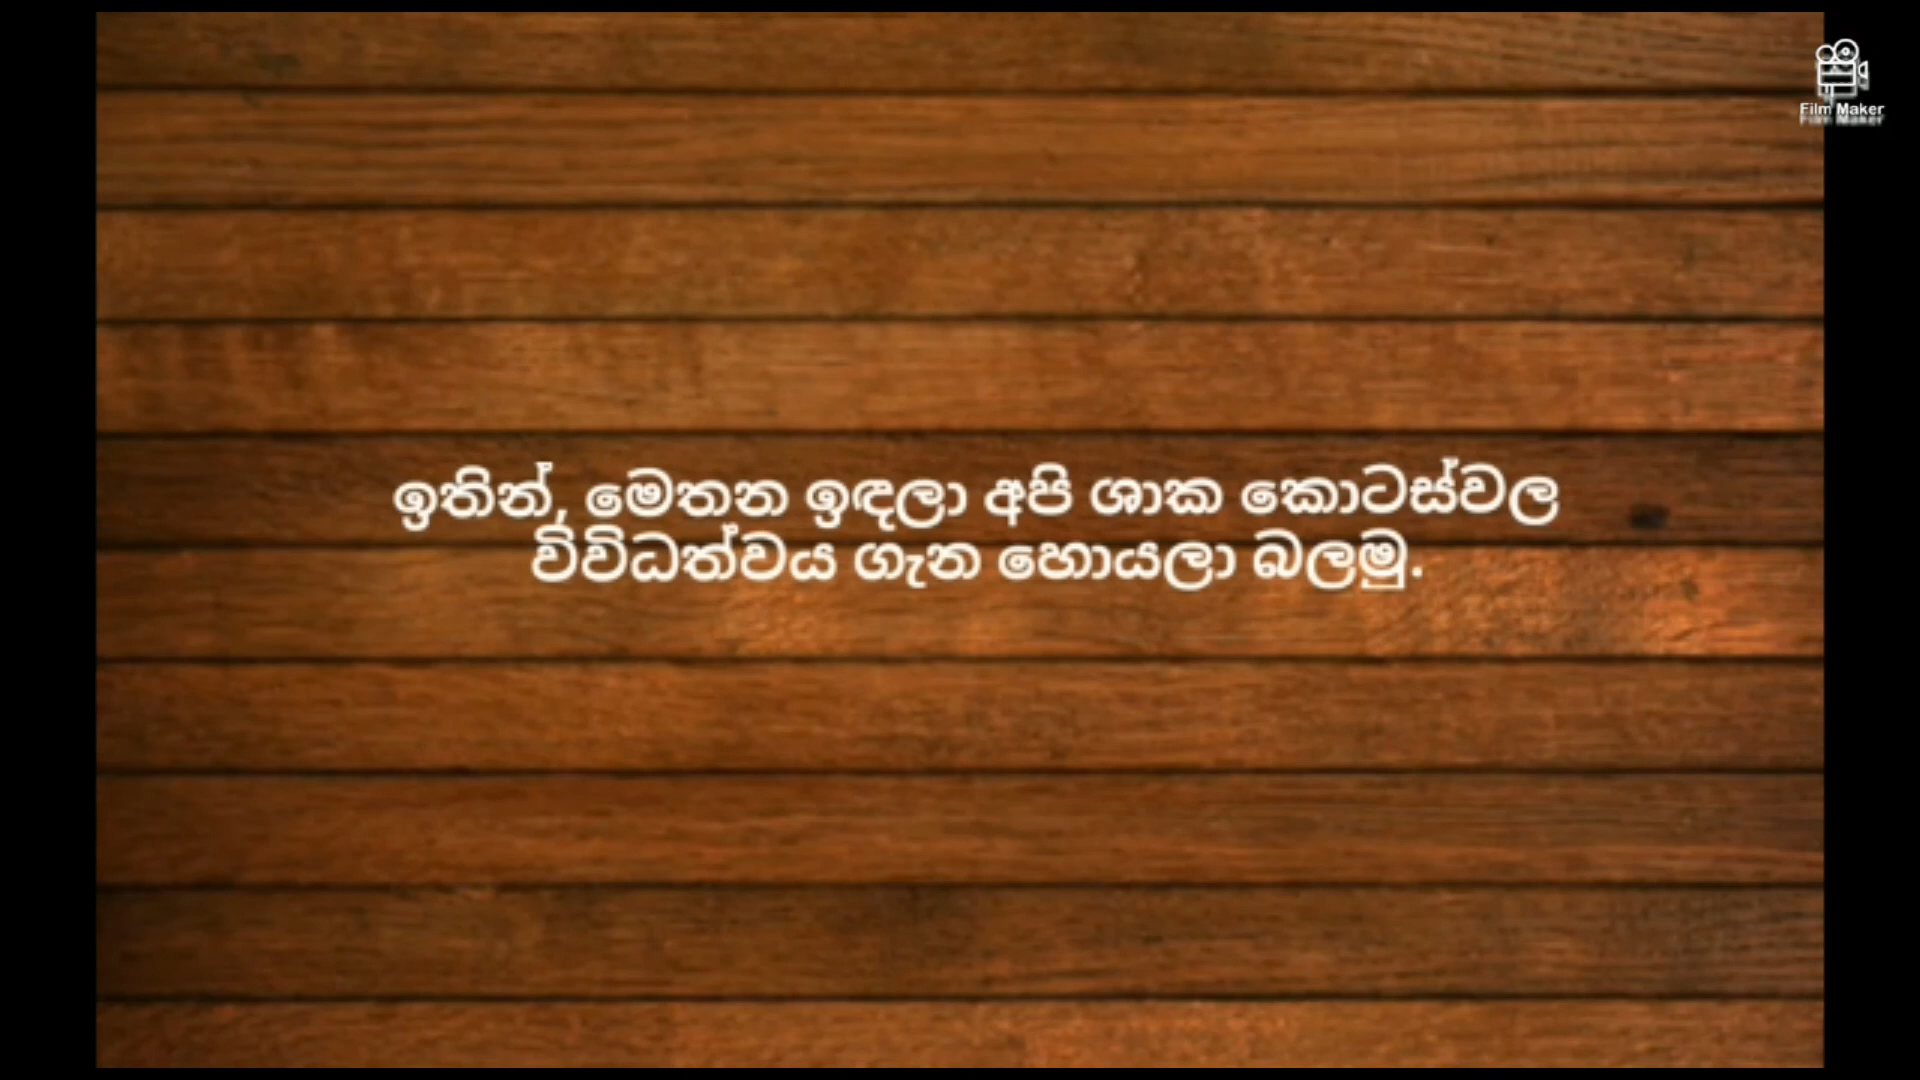 Film Maker
ඉතින්, මෙතන ඉඳලා අපි ශාක කොටස්වල
විවිධත්වය ගැන හොයලා බලමු.